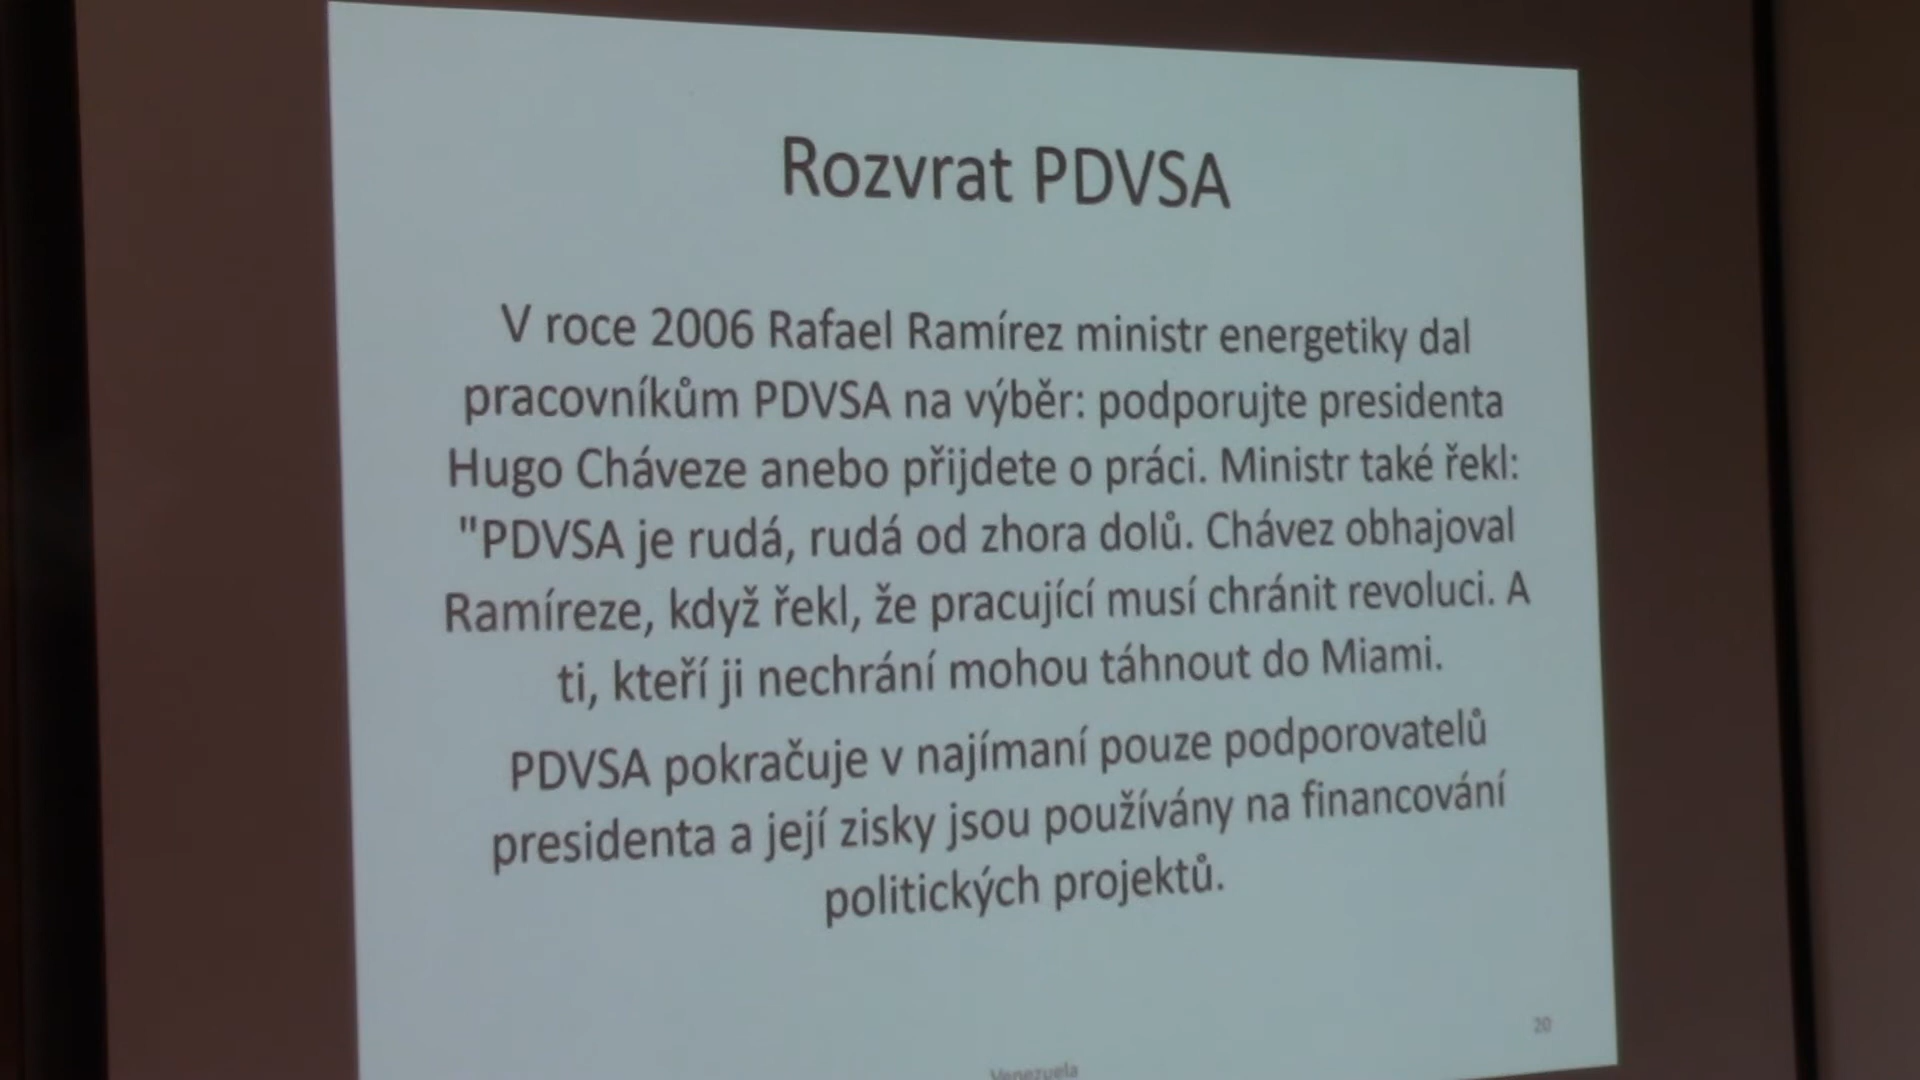 Rozvrat PDVSA
V roce 2006 Rafael Ramírez ministr energetiky dal
pracovníkům PDVSA na výběr: podporujte presidenta
Hugo Cháveze anebo přijdete o práci. Ministr také řekl:
"PDVSA je rudá, rudá od zhora dolů. Chávez obhajoval
Ramíreze, když řekl, že pracující musí chránit revoluci. A
ti, kteří ji nechrání mohou táhnout do Miami.
PDVSA pokračuje v najímaní pouze podporovatelů
presidenta a její zisky jsou používány na financování
politických projektů.
20
Venezuela